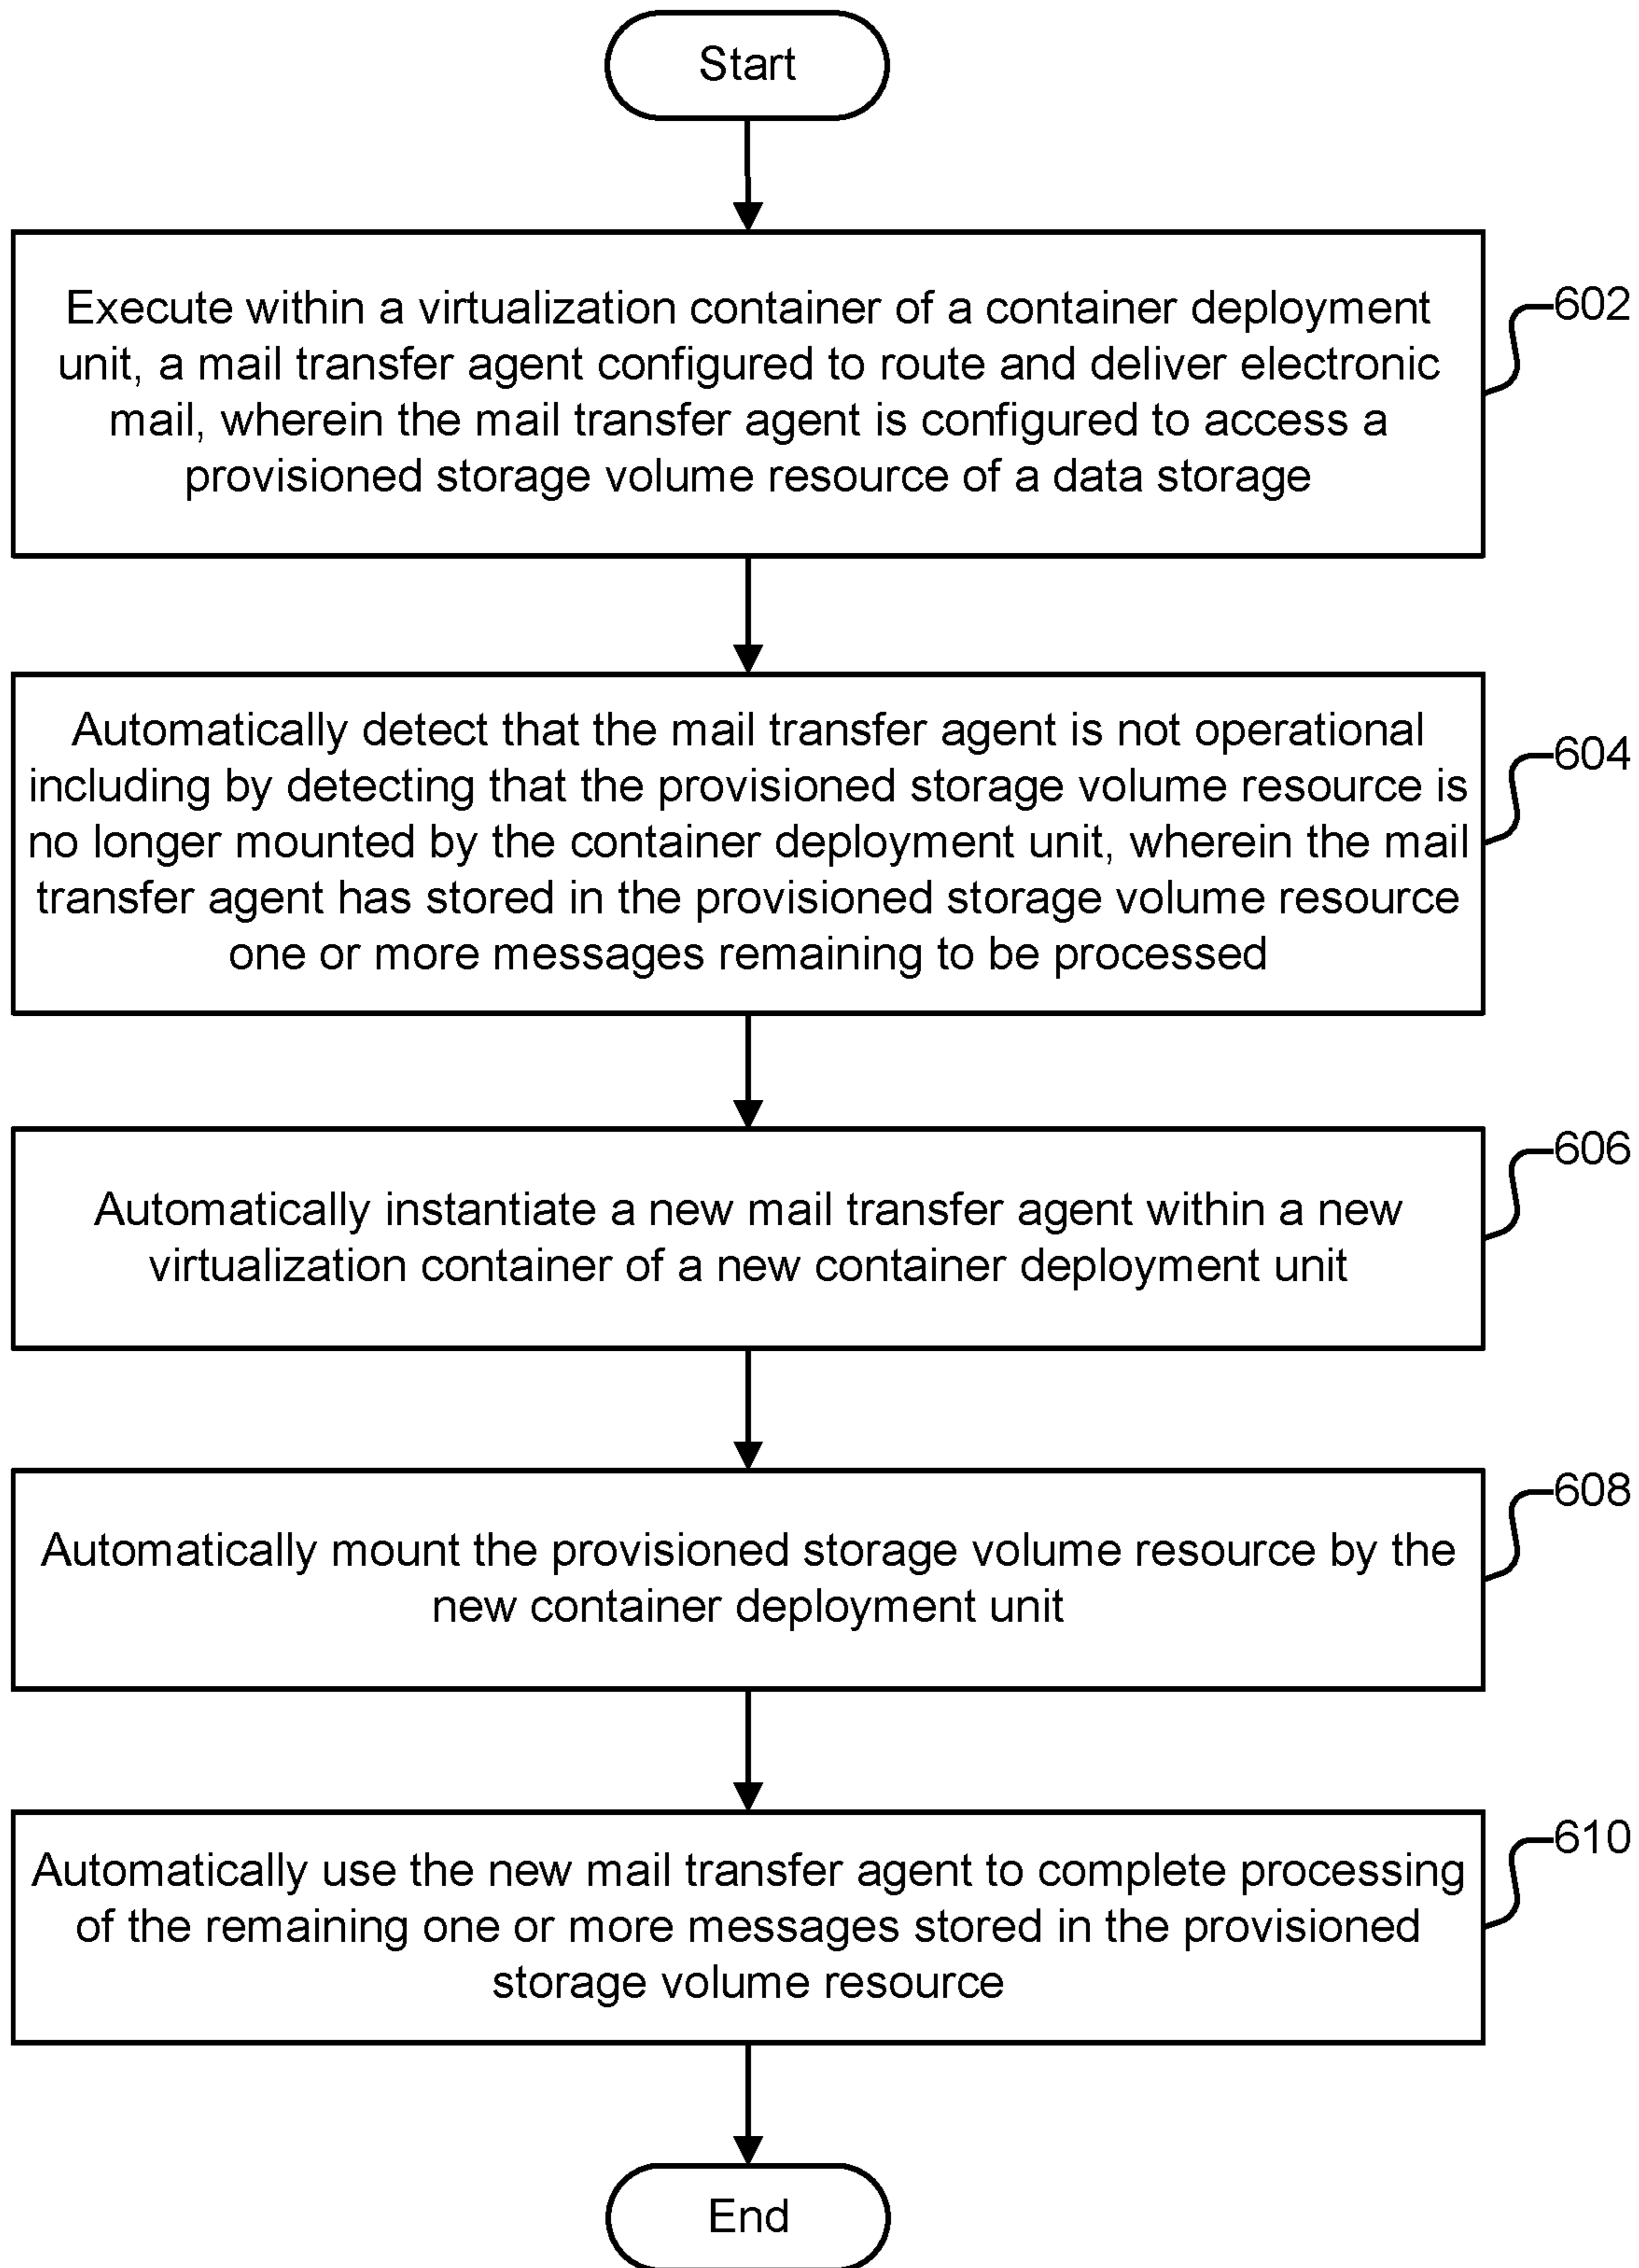 Start
Execute within a virtualization container of a container deployment
unit, a mail transfer agent configured to route and deliver electronic
mail, wherein the mail transfer agent is configured to access a
provisioned storage volume resource of a data storage
602
Automatically detect that the mail transfer agent is not operational
including by detecting that the provisioned storage volume resource is
no longer mounted by the container deployment unit, wherein the mail
transfer agent has stored in the provisioned storage volume resource
one or more messages remaining to be processed
604
Automatically instantiate a new mail transfer agent within a new
virtualization container of a new container deployment unit
606
Automatically mount the provisioned storage volume resource by the
new container deployment unit
608
Automatically use the new mail transfer agent to complete processing
of the remaining one or more messages stored in the provisioned
storage volume resource
610
End